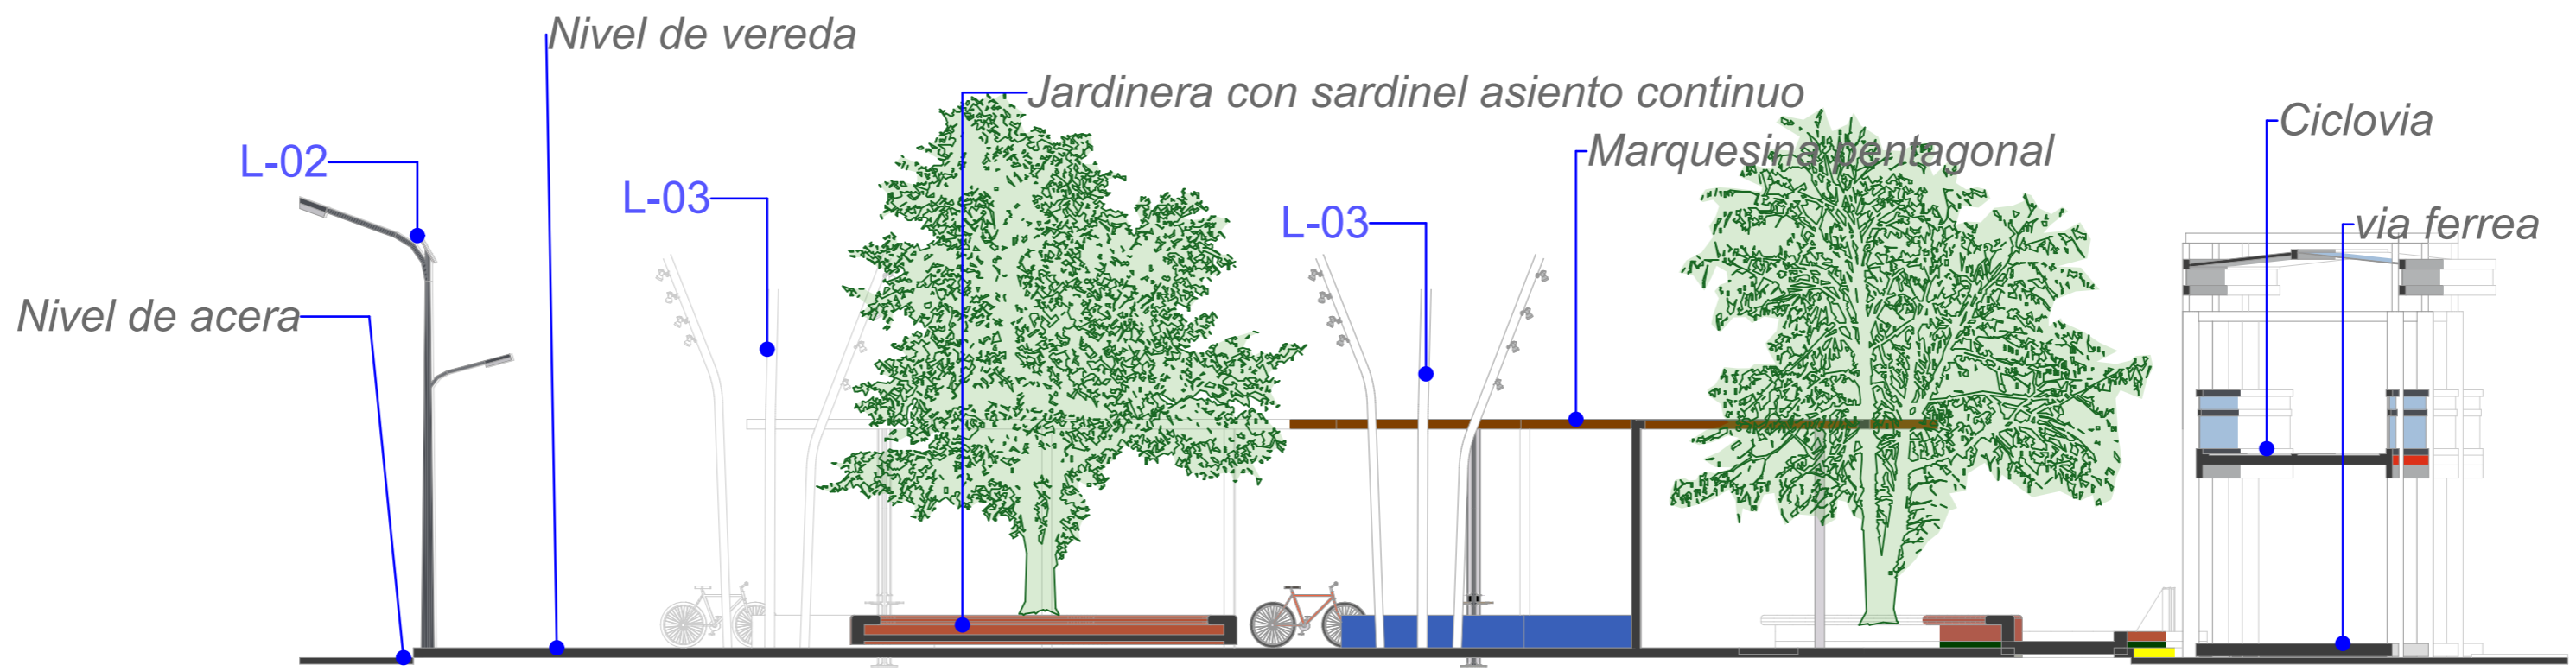 Nivel de vereda
Jardinera con sardinel asiento continuo
Ciclovia
Marquesina pentagonal
L-02
L-03
L-03
via ferrea
Nivel de acera